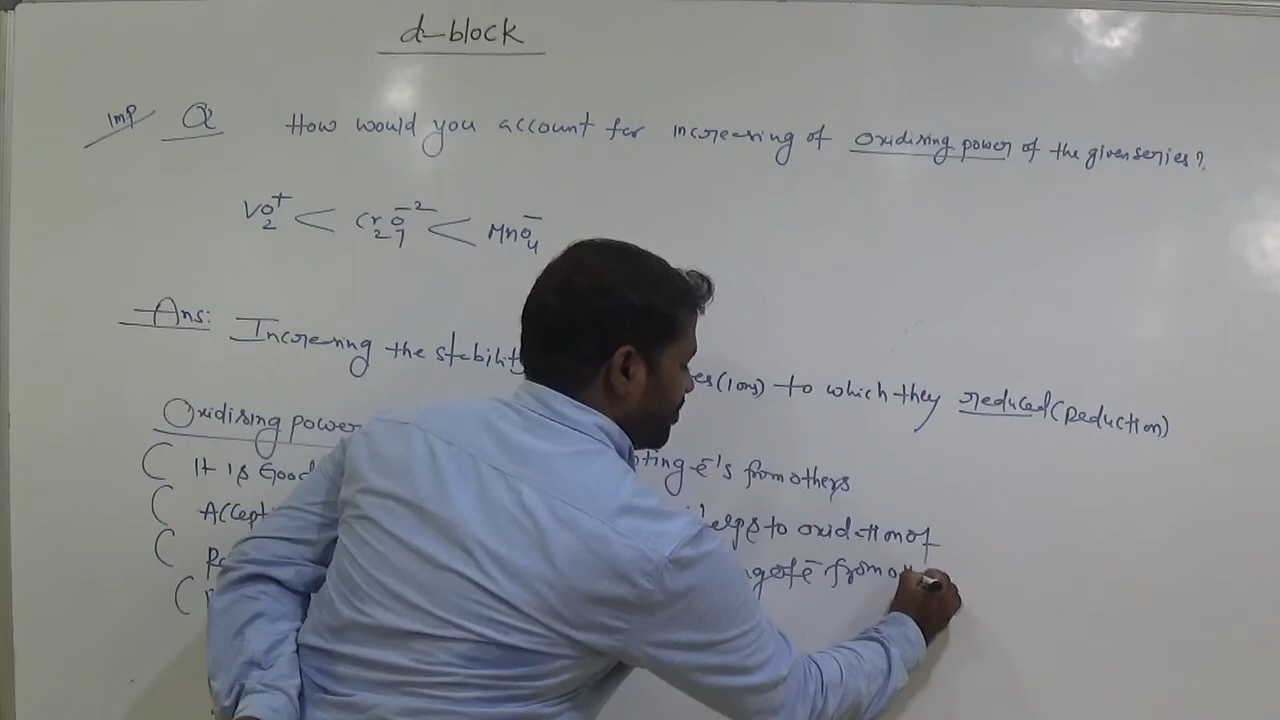 d-block
Imp Q How would you account for increasing of oxidising power of the given series?
VO2+ < Cr2O7-2 < MnO4-
Ans: Increasing the stability es(Ions) to which they reduced (Reduction)
Oxidising power
It is Good ting e-'s from others
Accept helps to oxidation of
g of e- from